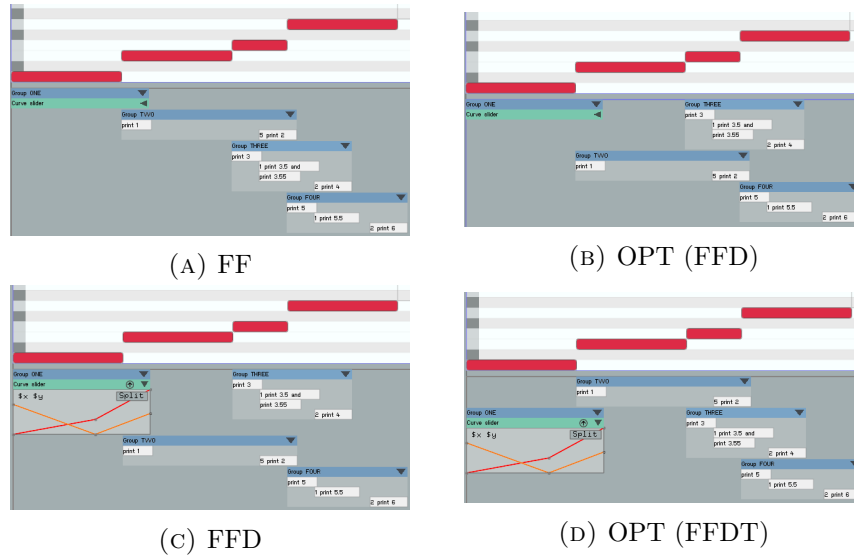 Group ONE
Curve slider
Group TWO
print 1
5 print 2
Group THREE
print 3
1 print 3.5 and
print 3.55
2 print 4
Group FOUR
print 5
1 print 5.5
2 print 6
(A) FF
Group ONE
Curve slider
Group THREE
print 3
1 print 3.5 and
print 3.55
2 print 4
Group TWO
print 1
5 print 2
Group FOUR
print 5
1 print 5.5
2 print 6
(B) OPT (FFD)
Group ONE
Curve slider
$x $y
Split
Group THREE
print 3
1 print 3.5 and
print 3.55
2 print 4
Group TWO
print 1
5 print 2
Group FOUR
print 5
1 print 5.5
2 print 6
(C) FFD
Group TWO
print 1
5 print 2
Group ONE
Curve slider
$x $y
Split
Group THREE
print 3
1 print 3.5 and
print 3.55
2 print 4
Group FOUR
print 5
1 print 5.5
2 print 6
(D) OPT (FFDT)